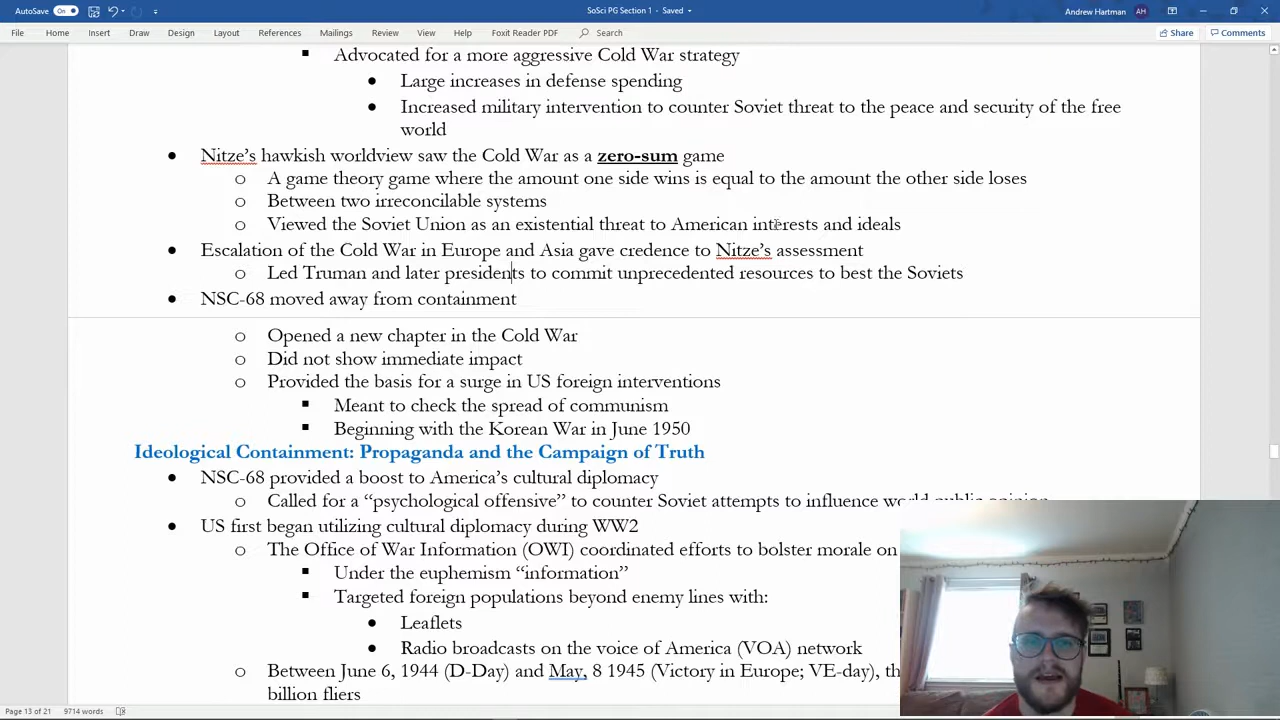 AutoSave On SoSci PG Section 1 - Saved Andrew Hartman AH
File Home Insert Draw Design Layout References Mailings Review View Help Foxit Reader PDF Search Share Comments
▪ Advocated for a more aggressive Cold War strategy
• Large increases in defense spending
• Increased military intervention to counter Soviet threat to the peace and security of the free
world
• Nitze's hawkish worldview saw the Cold War as a zero-sum game
o A game theory game where the amount one side wins is equal to the amount the other side loses
o Between two irreconcilable systems
o Viewed the Soviet Union as an existential threat to American interests and ideals
• Escalation of the Cold War in Europe and Asia gave credence to Nitze's assessment
o Led Truman and later presidents to commit unprecedented resources to best the Soviets
• NSC-68 moved away from containment
o Opened a new chapter in the Cold War
o Did not show immediate impact
o Provided the basis for a surge in US foreign interventions
▪ Meant to check the spread of communism
▪ Beginning with the Korean War in June 1950
Ideological Containment: Propaganda and the Campaign of Truth
• NSC-68 provided a boost to America's cultural diplomacy
o Called for a “psychological offensive” to counter Soviet attempts to influence world public opinion
• US first began utilizing cultural diplomacy during WW2
o The Office of War Information (OWI) coordinated efforts to bolster morale on
▪ Under the euphemism “information”
▪ Targeted foreign populations beyond enemy lines with:
• Leaflets
• Radio broadcasts on the voice of America (VOA) network
o Between June 6, 1944 (D-Day) and May, 8 1945 (Victory in Europe; VE-day), th
billion fliers
Page 13 of 21 9714 words